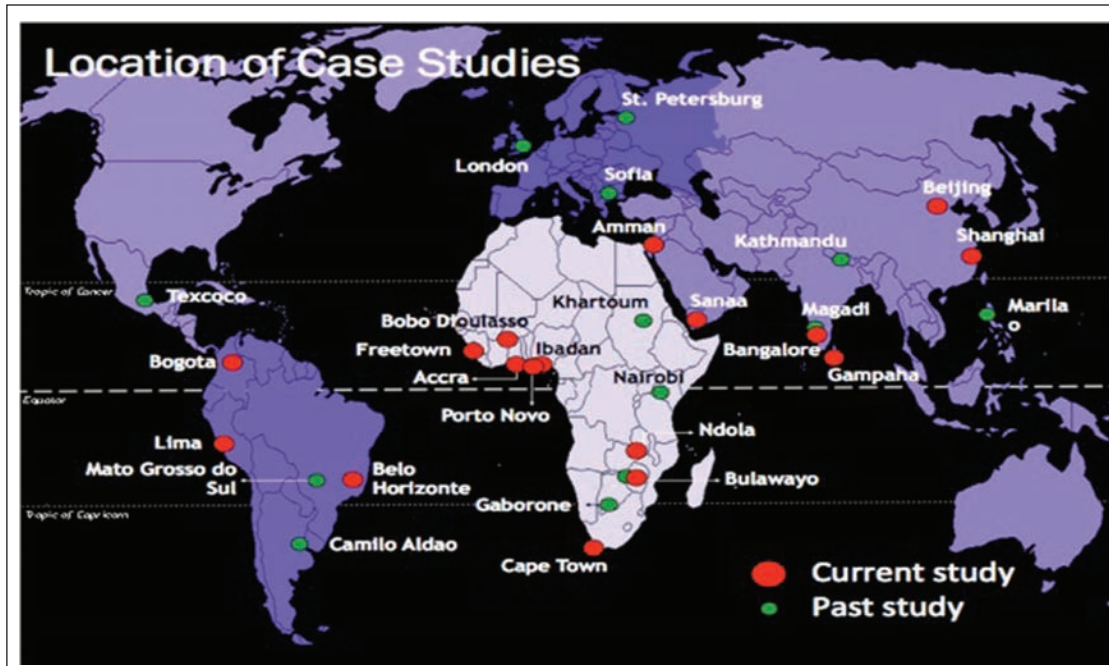 Location of Case Studies
St. Petersburg
London
Sofia
Beijing
Amman
Kathmandu
Shanghai
Tropic of Cancer
Texcoco
Khartoum
Sanaa
Magadi
Marila
o
Bobo Dioulasso
Freetown
Ibadan
Bangalore
Bogota
Accra
Gampaha
Nairobi
Equator
Porto Novo
Ndola
Lima
Mato Grosso do
Sul
Belo
Horizonte
Bulawayo
Gaborone
Tropic of Capricorn
Camilo Aldao
Cape Town
Current study
Past study